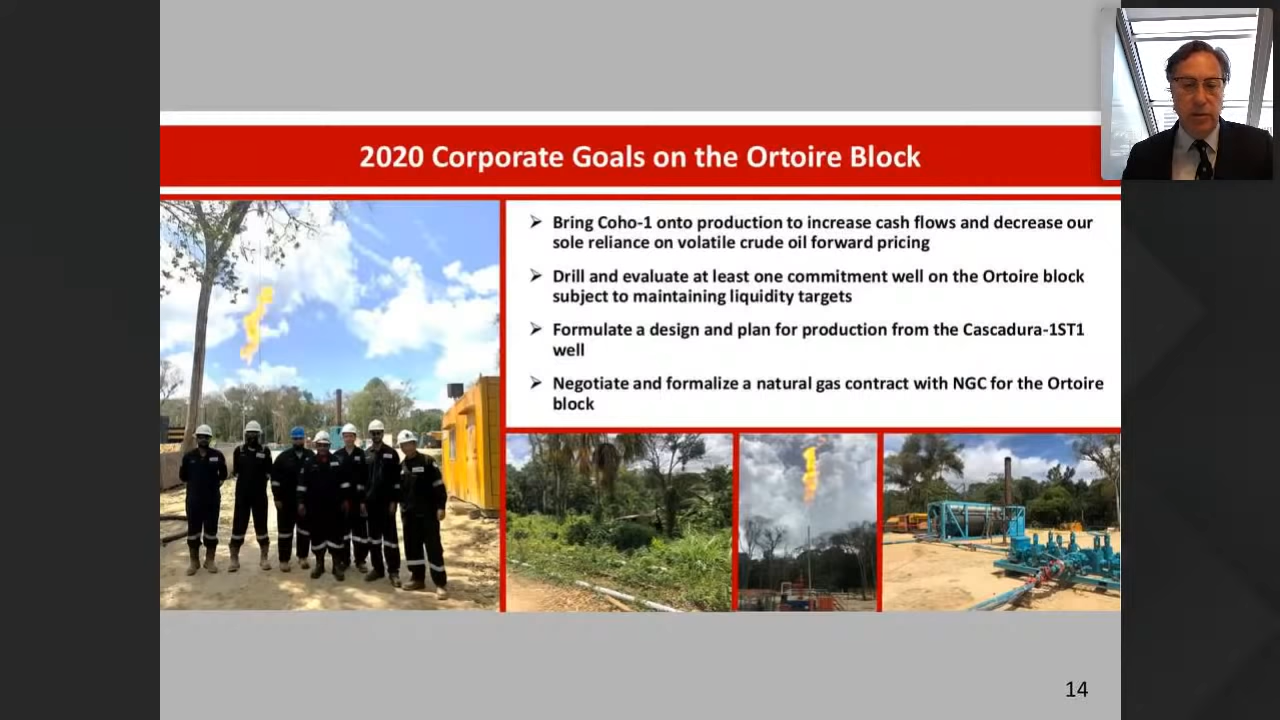 2020 Corporate Goals on the Ortoire Block
➢ Bring Coho-1 onto production to increase cash flows and decrease our
sole reliance on volatile crude oil forward pricing
➢ Drill and evaluate at least one commitment well on the Ortoire block
subject to maintaining liquidity targets
➢ Formulate a design and plan for production from the Cascadura-1ST1
well
➢ Negotiate and formalize a natural gas contract with NGC for the Ortoire
block
14